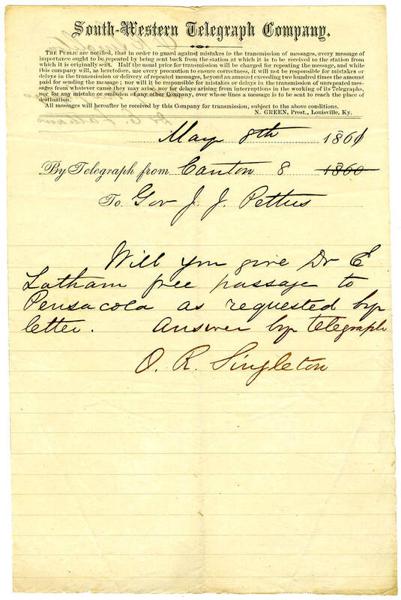 South-Western Telegraph Company.
THE PUBLIC are notified, that in order to guard against mistakes in the transmission of messages, every message of
importance ought to be repeated by being sent back from the station at which it is to be received to the station from
which it is originally sent. Half the usual price for transmission will be charged for repeating the message, and while
this company will, as heretofore, use every precaution to ensure correctness, it will not be responsible for mistakes or
delays in the transmission or delivery of repeated messages, beyond an amount exceeding two hundred times the amount
paid for sending the message; nor will it be responsible for mistakes or delays in the transmission of unrepeated mes-
sages from whatever cause they may arise, nor for delays arising from interruptions in the working of its Telegraphs,
nor for any mistake or omission of any other Company, over whose lines a message is to be sent to reach the place of
destination.
All messages will hereafter be received by this Company for transmission, subject to the above conditions.
N. GREEN, Prest., Louisville, Ky.
May 8th 1861
By Telegraph from Canton 8 1860
To Gov J. J. Pettus
Will you give Dr E
Latham free passage to
Pensacola as requested by
letter. Answer by telegraph
O. R. Singleton